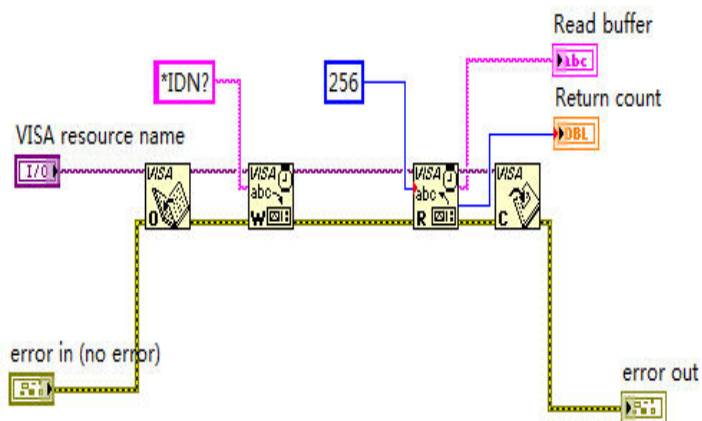 Read buffer
abc
*IDN?
256
Return count
DBL
VISA resource name
I/O
VISA
O
VISA
abc
W
VISA
abc
R
VISA
C
error in (no error)
error out